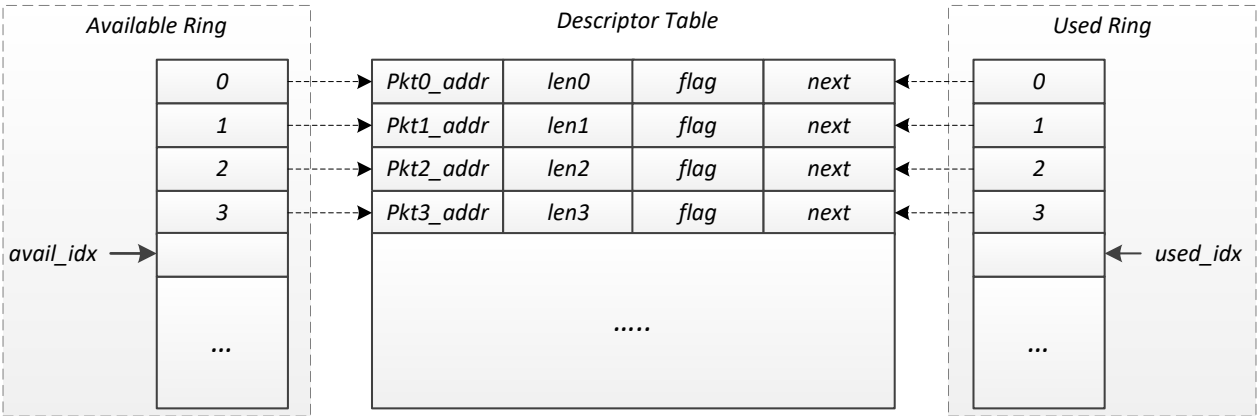 Available Ring
Descriptor Table
Used Ring
0 Pkt0_addr len0 flag next 0
1 Pkt1_addr len1 flag next 1
2 Pkt2_addr len2 flag next 2
3 Pkt3_addr len3 flag next 3
avail_idx
used_idx
...
.....
...